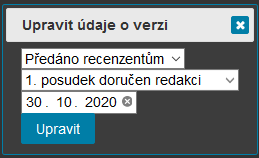 Upravit údaje o verzi
Předáno recenzentům
1. posudek doručen redakci
30. 10. 2020
Upravit